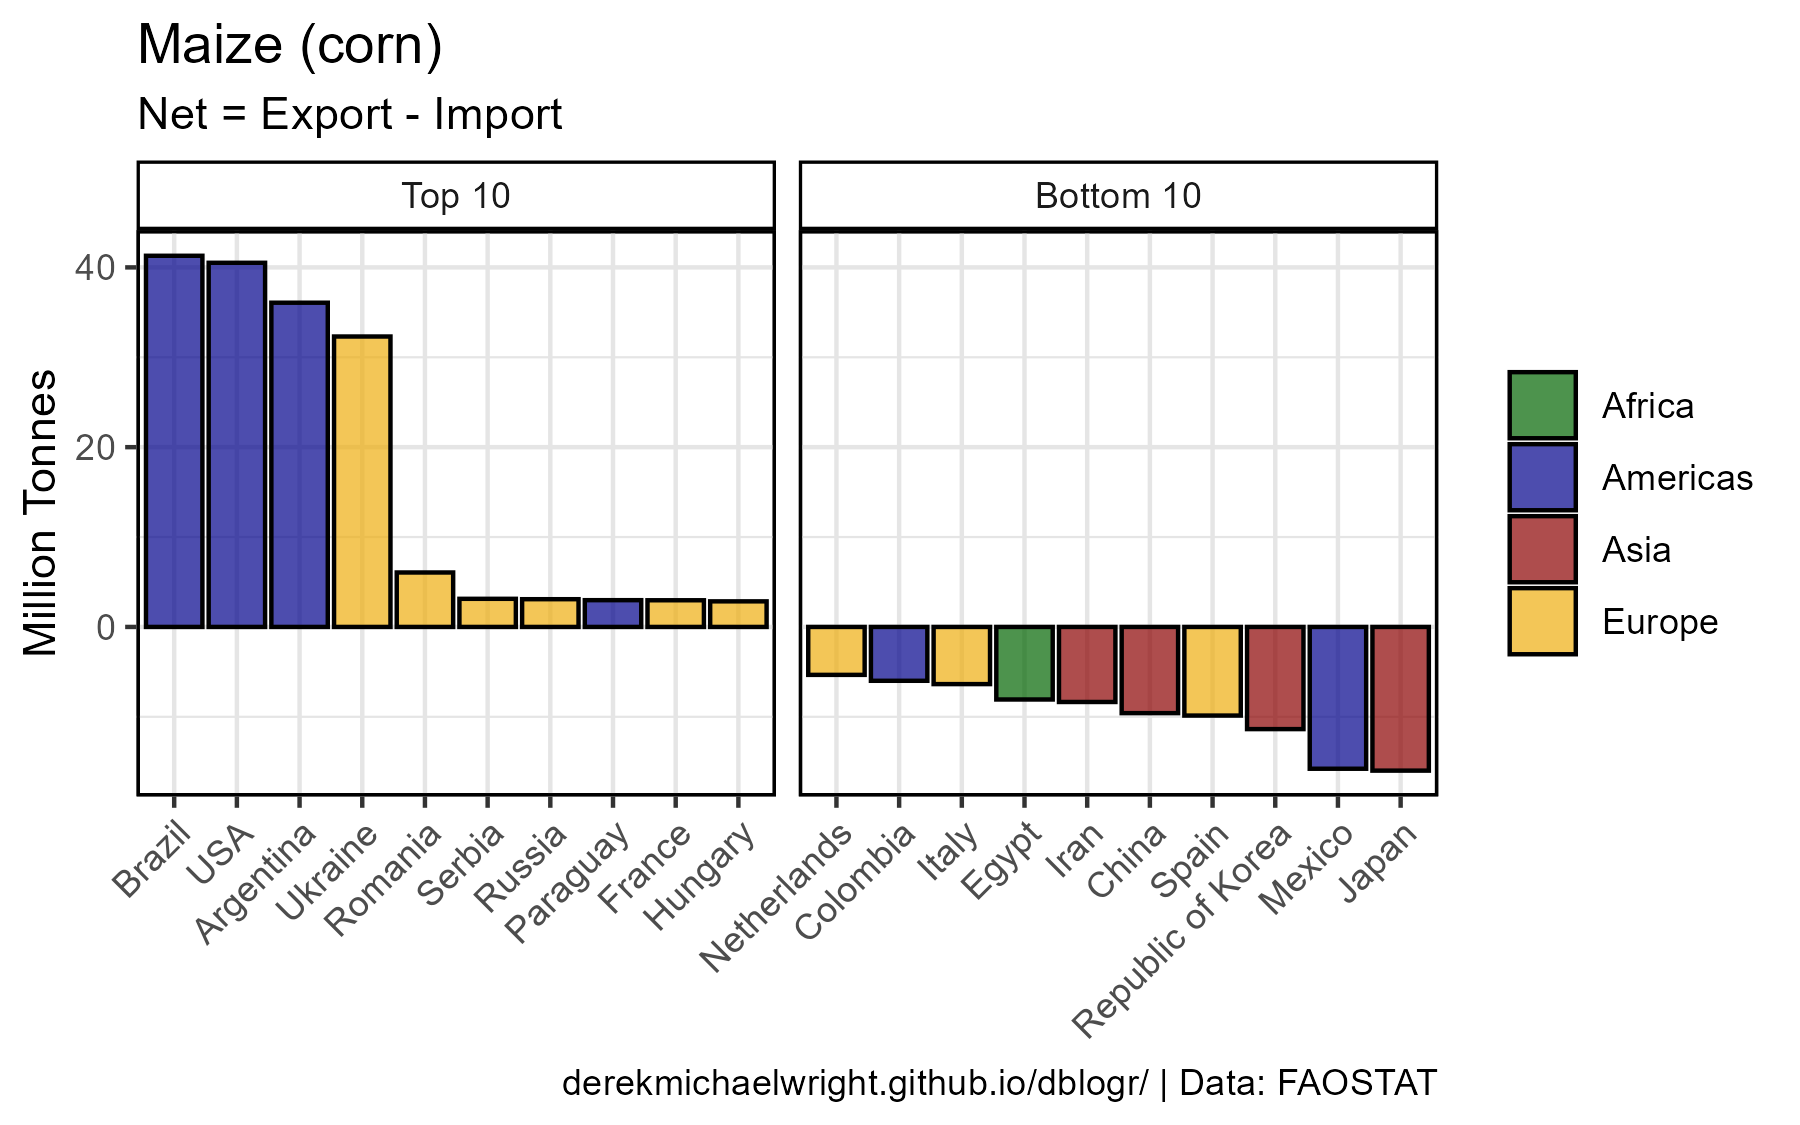 Maize (corn)
Net = Export - Import
Top 10
Bottom 10
Million Tonnes
40
20
0
Brazil
USA
Argentina
Ukraine
Romania
Serbia
Russia
Paraguay
France
Hungary
Netherlands
Colombia
Italy
Egypt
Iran
China
Spain
Republic of Korea
Mexico
Japan
Africa
Americas
Asia
Europe
derekmichaelwright.github.io/dblogr/ | Data: FAOSTAT